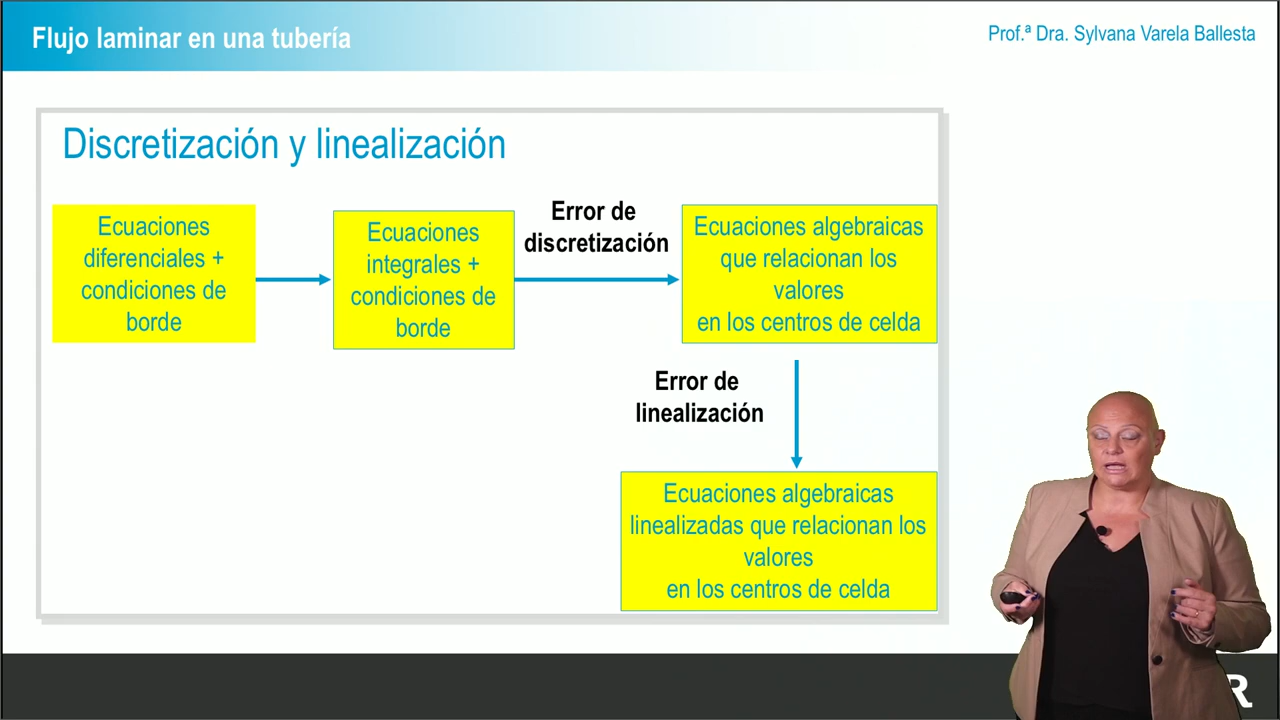 Flujo laminar en una tubería
Prof.ª Dra. Sylvana Varela Ballesta
Discretización y linealización
Ecuaciones
diferenciales +
condiciones de
borde
Ecuaciones
integrales +
condiciones de
borde
Error de
discretización
Ecuaciones algebraicas
que relacionan los
valores
en los centros de celda
Error de
linealización
Ecuaciones algebraicas
linealizadas que relacionan los
valores
en los centros de celda
R